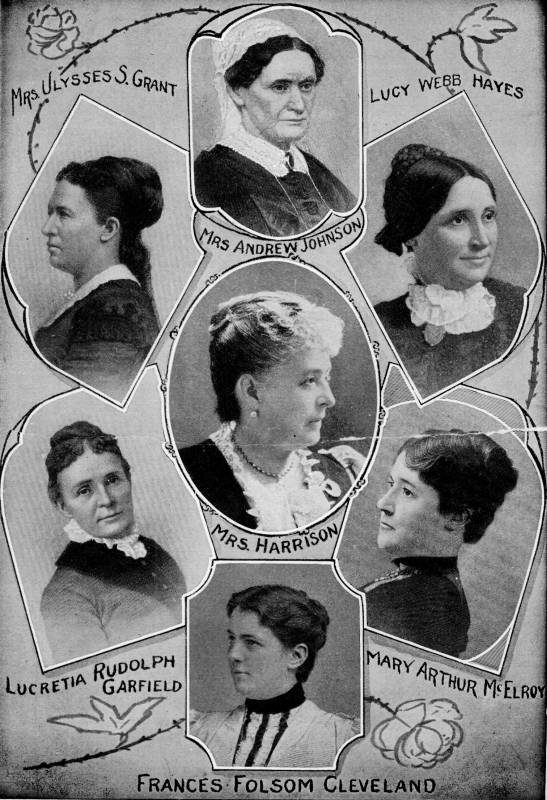 Mrs. Ulysses S. Grant
Lucy Webb Hayes
Mrs Andrew Johnson
Mrs. Harrison
Lucretia Rudolph
Garfield
Mary Arthur McElroy
Frances Folsom Cleveland